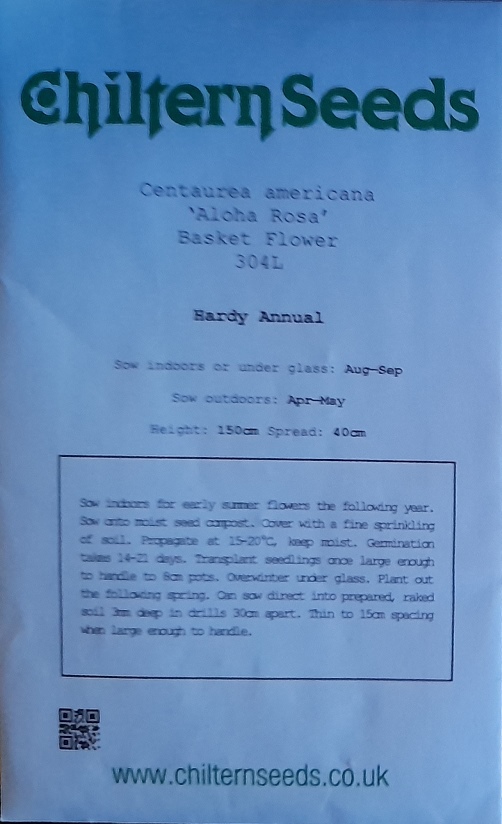 Chiltern Seeds
Centaurea americana
'Aloha Rosa'
Basket Flower
304L
Hardy Annual
Sow indoors or under glass: Aug-Sep
Sow outdoors: Apr-May
Height: 150cm Spread: 40cm
Sow indoors for early summer flowers the following year.
Sow onto moist seed compost. Cover with a fine sprinkling
of soil. Propagate at 15-20°C, keep moist. Germination
takes 14-21 days. Transplant seedlings once large enough
to handle to 8cm pots. Overwinter under glass. Plant out
the following spring. Can sow direct into prepared, raked
soil 3mm deep in drills 30cm apart. Thin to 15cm spacing
when large enough to handle.
www.chilternseeds.co.uk